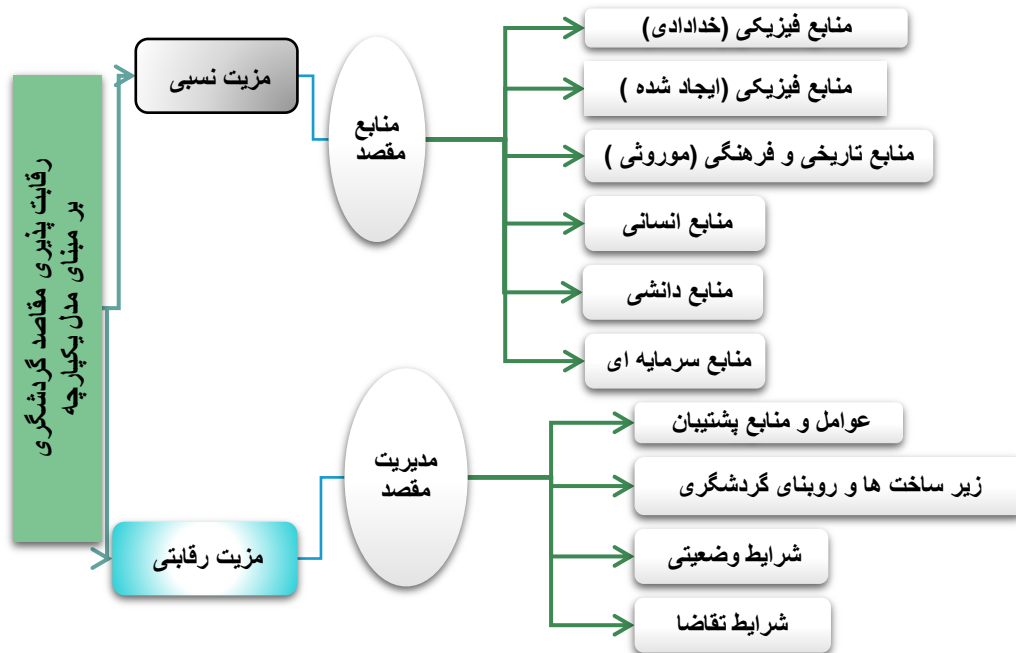 رقابت پذیری مقاصد گردشگری
بر مبنای مدل یکپارچه
مزیت نسبی
منابع
مقصد
منابع فیزیکی (خدادادی)
منابع فیزیکی (ایجاد شده )
منابع تاریخی و فرهنگی (موروثی )
منابع انسانی
منابع دانشی
منابع سرمایه ای
مزیت رقابتی
مدیریت
مقصد
عوامل و منابع پشتیبان
زیر ساخت ها و روبنای گردشگری
شرایط وضعیتی
شرایط تقاضا